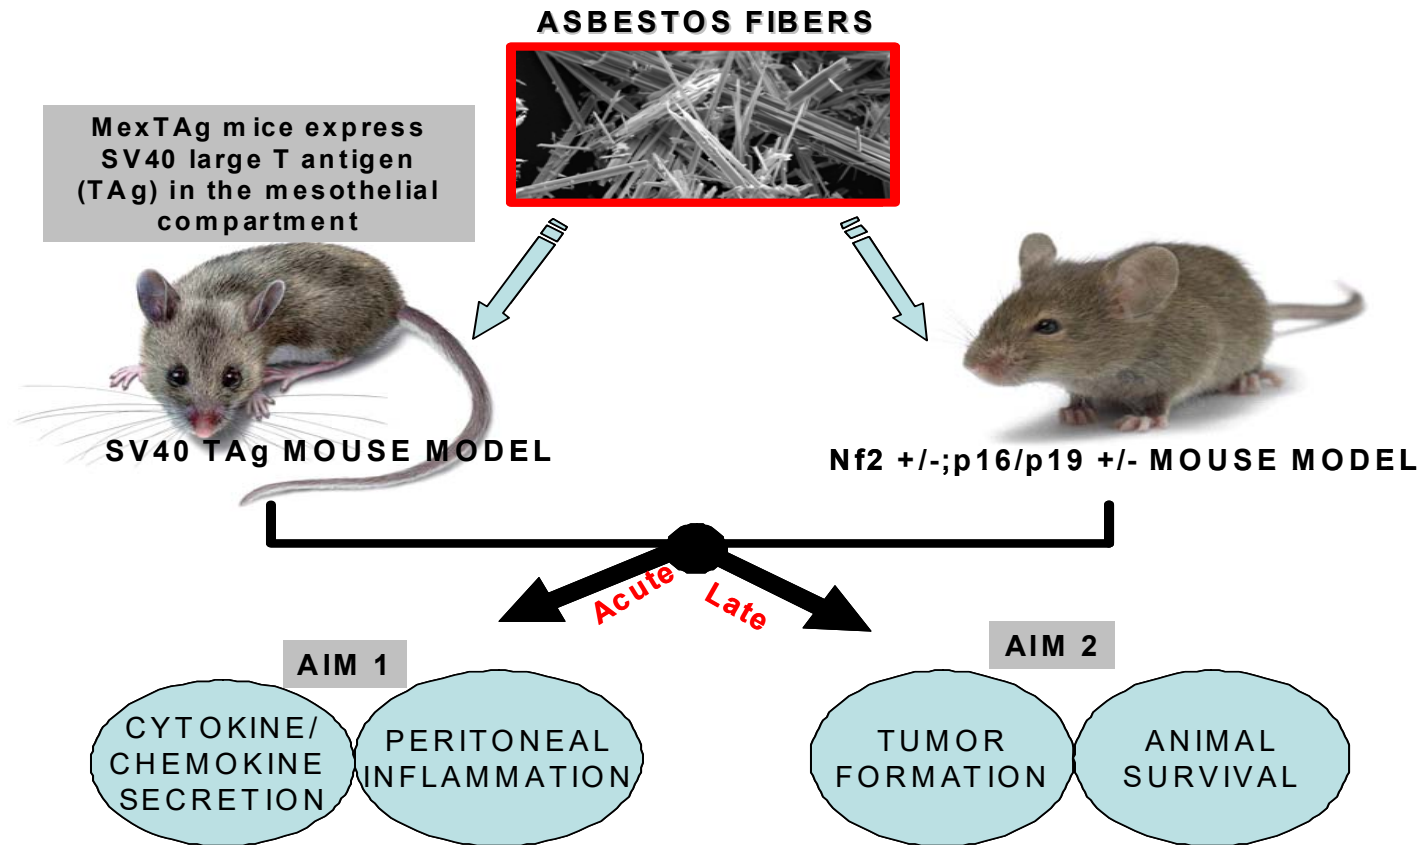 ASBESTOS FIBERS
MexTAg mice express
SV40 large T antigen
(TAg) in the mesothelial
compartment
SV40 TAg MOUSE MODEL
Nf2 +/-;p16/p19 +/- MOUSE MODEL
Acute
Late
AIM 1
AIM 2
CYTOKINE/
CHEMOKINE
SECRETION
PERITONEAL
INFLAMMATION
TUMOR
FORMATION
ANIMAL
SURVIVAL